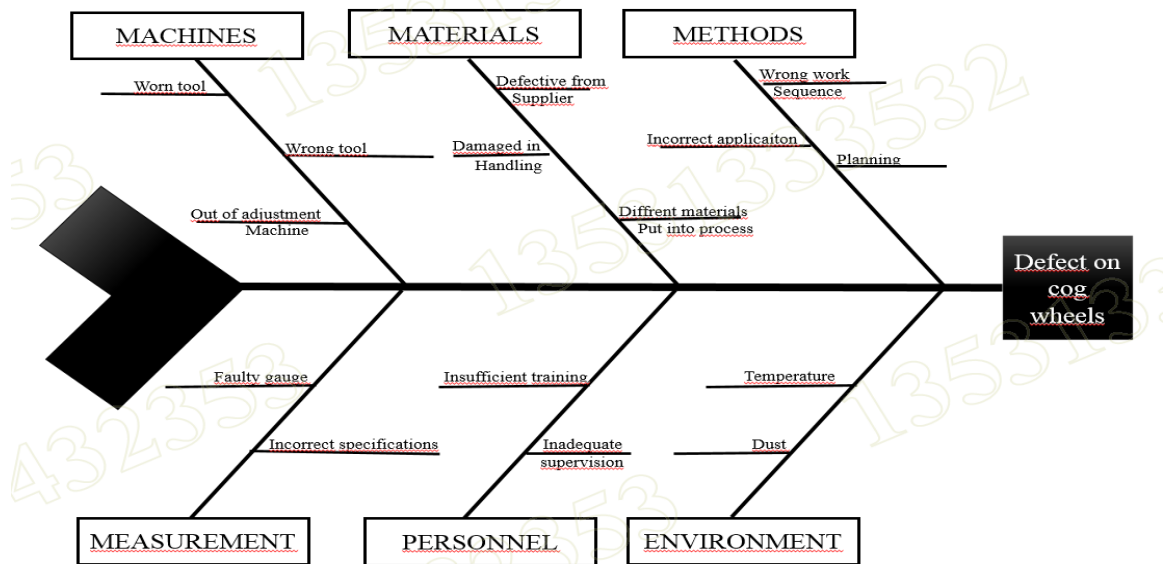 MACHINES
MATERIALS
METHODS
Worn tool
Wrong tool
Out of adjustment
Machine
Defective from
Supplier
Damaged in
Handling
Diffrent materials
Put into process
Wrong work
Sequence
Incorrect applicaiton
Planning
Defect on
cog
wheels
Faulty gauge
Incorrect specifications
Insufficient training
Inadequate
supervision
Temperature
Dust
MEASUREMENT
PERSONNEL
ENVIRONMENT